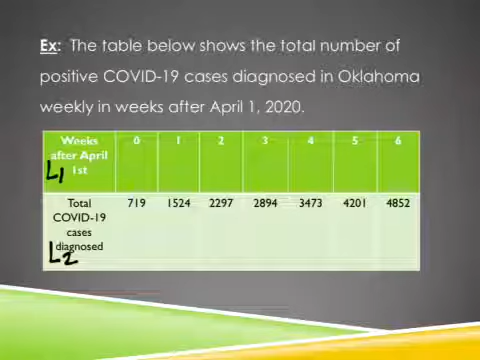 Ex: The table below shows the total number of
positive COVID-19 cases diagnosed in Oklahoma
weekly in weeks after April 1, 2020.
Weeks after April 1st 0 1 2 3 4 5 6
L1
Total COVID-19 cases diagnosed 719 1524 2297 2894 3473 4201 4852
L2